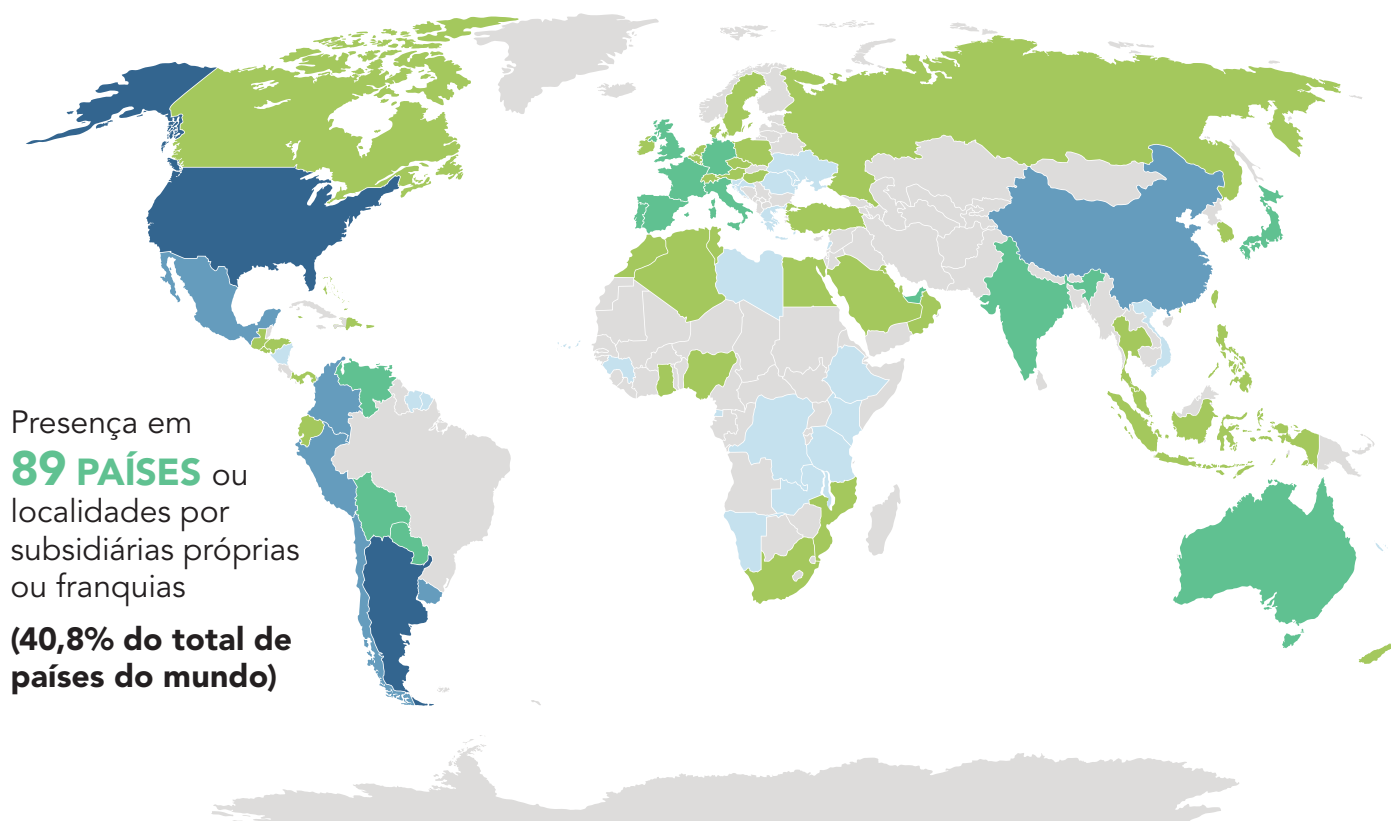 Presença em
89 PAÍSES ou
localidades por
subsidiárias próprias
ou franquias
(40,8% do total de
países do mundo)